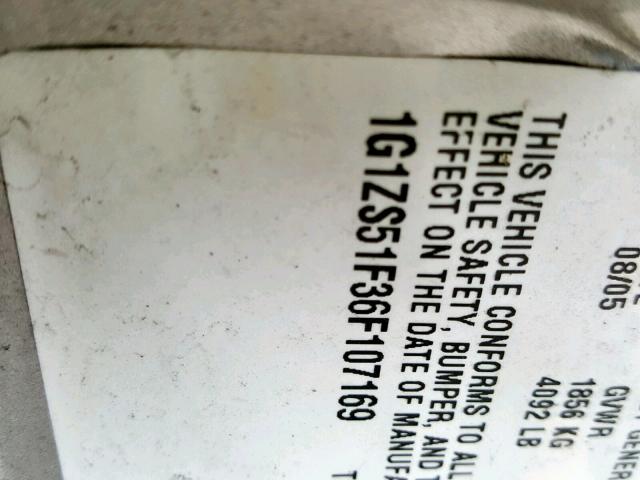 GENER
08/05
GVWR
1856 KG
4092 LB
THIS VEHICLE CONFORMS TO ALL
VEHICLE SAFETY, BUMPER, AND T
EFFECT ON THE DATE OF MANUFA
1G1ZS51F36F107169
T